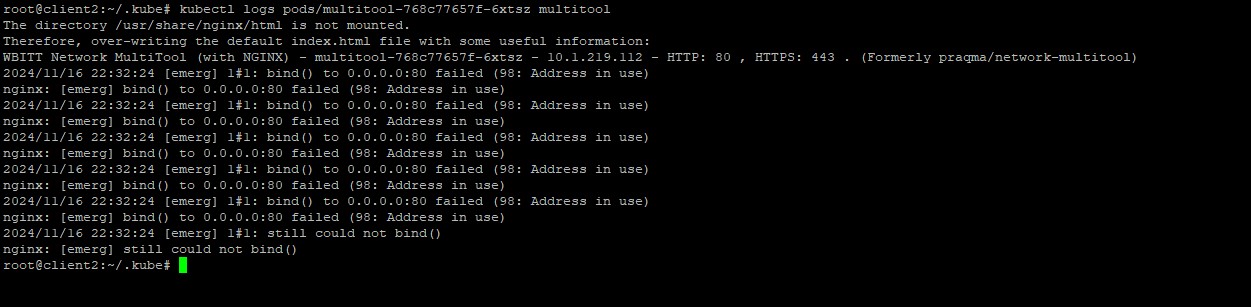 root@client2:~/.kube# kubectl logs pods/multitool-768c77657f-6xtsz multitool
The directory /usr/share/nginx/html is not mounted.
Therefore, over-writing the default index.html file with some useful information:
WBITT Network MultiTool (with NGINX) - multitool-768c77657f-6xtsz - 10.1.219.112 - HTTP: 80 , HTTPS: 443 . (Formerly praqma/network-multitool)
2024/11/16 22:32:24 [emerg] 1#1: bind() to 0.0.0.0:80 failed (98: Address in use)
nginx: [emerg] bind() to 0.0.0.0:80 failed (98: Address in use)
2024/11/16 22:32:24 [emerg] 1#1: bind() to 0.0.0.0:80 failed (98: Address in use)
nginx: [emerg] bind() to 0.0.0.0:80 failed (98: Address in use)
2024/11/16 22:32:24 [emerg] 1#1: bind() to 0.0.0.0:80 failed (98: Address in use)
nginx: [emerg] bind() to 0.0.0.0:80 failed (98: Address in use)
2024/11/16 22:32:24 [emerg] 1#1: bind() to 0.0.0.0:80 failed (98: Address in use)
nginx: [emerg] bind() to 0.0.0.0:80 failed (98: Address in use)
2024/11/16 22:32:24 [emerg] 1#1: bind() to 0.0.0.0:80 failed (98: Address in use)
nginx: [emerg] bind() to 0.0.0.0:80 failed (98: Address in use)
2024/11/16 22:32:24 [emerg] 1#1: still could not bind()
nginx: [emerg] still could not bind()
root@client2:~/.kube#